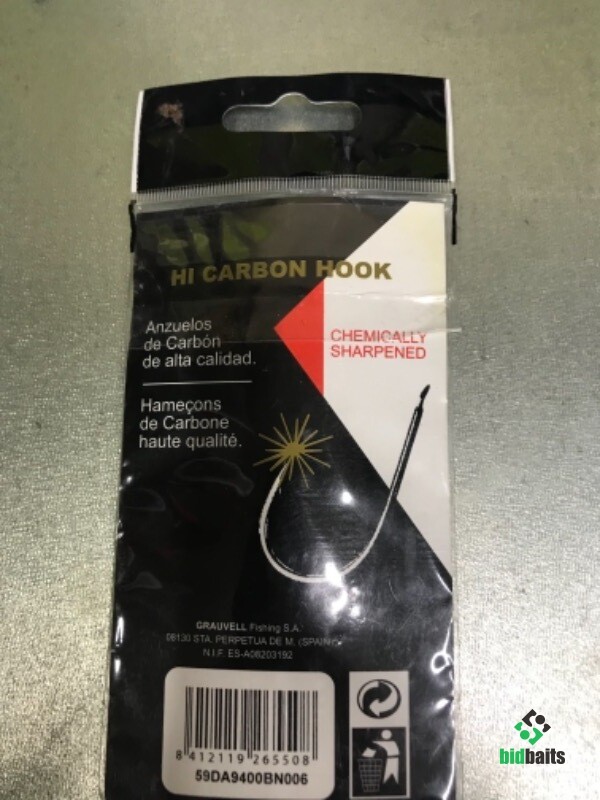 HI CARBON HOOK
Anzuelos
de Carbón
de alta calidad.
CHEMICALLY
SHARPENED
Hameçons
de Carbone
haute qualité.
GRAUVELL Fishing S.A.
08130 STA. PERPETUA DE M. (SPAIN)
N.I.F. ES-A08203192
8 412119 265508
59DA9400BN006
bidbaits